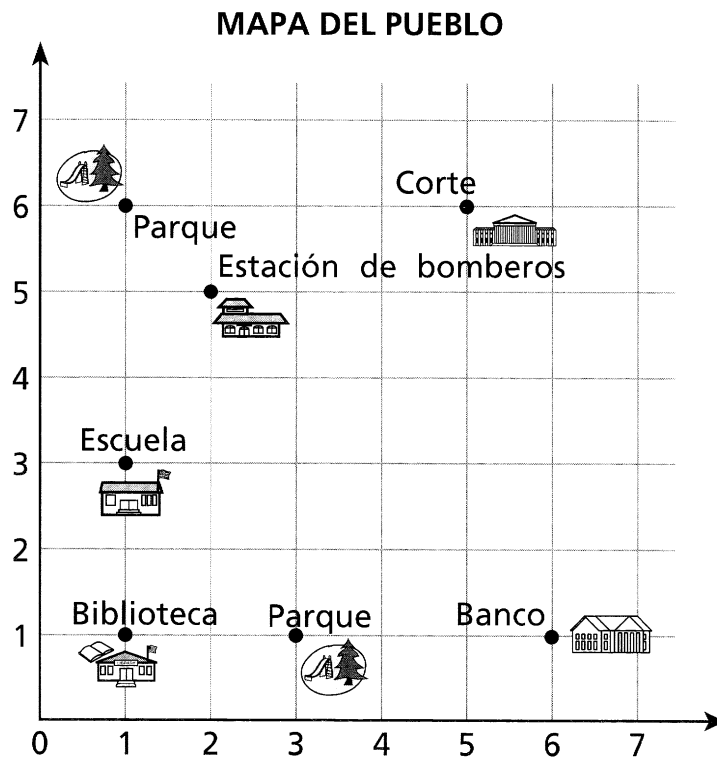 MAPA DEL PUEBLO
7
Corte
6
Parque
Estación de bomberos
5
4
Escuela
3
2
Biblioteca Parque Banco
1
0 1 2 3 4 5 6 7